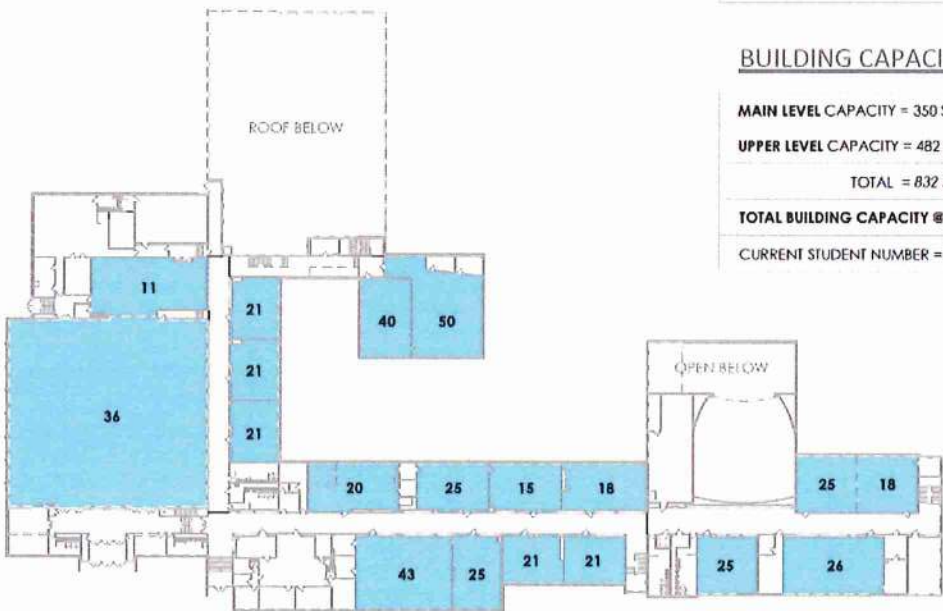 BUILDING CAPACI
MAIN LEVEL CAPACITY = 350
UPPER LEVEL CAPACITY = 482
TOTAL = 832
TOTAL BUILDING CAPACITY @
CURRENT STUDENT NUMBER =
ROOF BELOW
11
21
40
50
21
OPEN BELOW
36
21
20
25
15
18
25
18
43
25
21
21
25
26